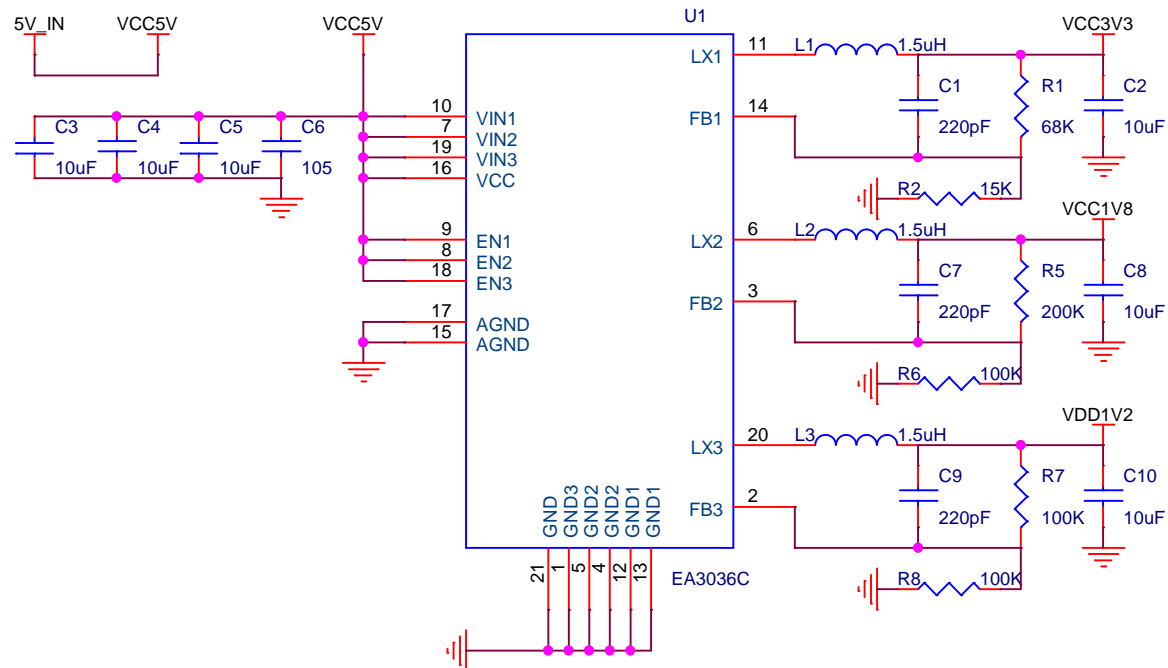 5V_IN
VCC5V
VCC5V
U1
VCC3V3
C3
10uF
C4
10uF
C5
10uF
C6
105
10
VIN1
7
VIN2
19
VIN3
16
VCC
9
EN1
8
EN2
18
EN3
17
AGND
15
AGND
LX1
11
L1
1.5uH
FB1
14
C1
220pF
R1
68K
C2
10uF
R2
15K
VCC1V8
LX2
6
L2
1.5uH
FB2
3
C7
220pF
R5
200K
C8
10uF
R6
100K
VDD1V2
LX3
20
L3
1.5uH
FB3
2
C9
220pF
R7
100K
C10
10uF
R8
100K
GND
GND3
GND2
GND2
GND1
GND1
21
1
5
4
12
13
EA3036C